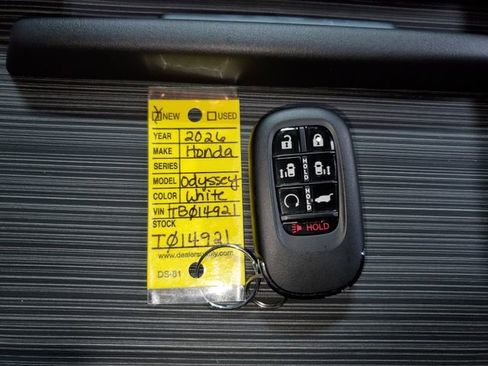 NEW USED
YEAR 2026
MAKE Honda
SERIES
MODEL Odyssey
COLOR White
VIN TB014921
STOCK
T014921
www.dealersupply.com
DS-81
HOLD
HOLD
HOLD